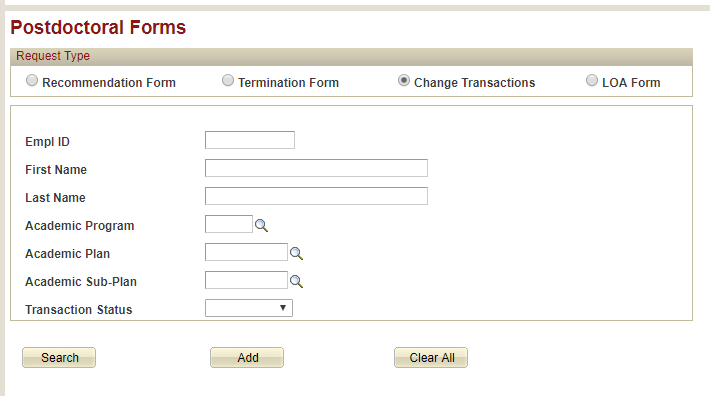 Postdoctoral Forms
Request Type
Recommendation Form Termination Form Change Transactions LOA Form
Empl ID
First Name
Last Name
Academic Program
Academic Plan
Academic Sub-Plan
Transaction Status
Search Add Clear All